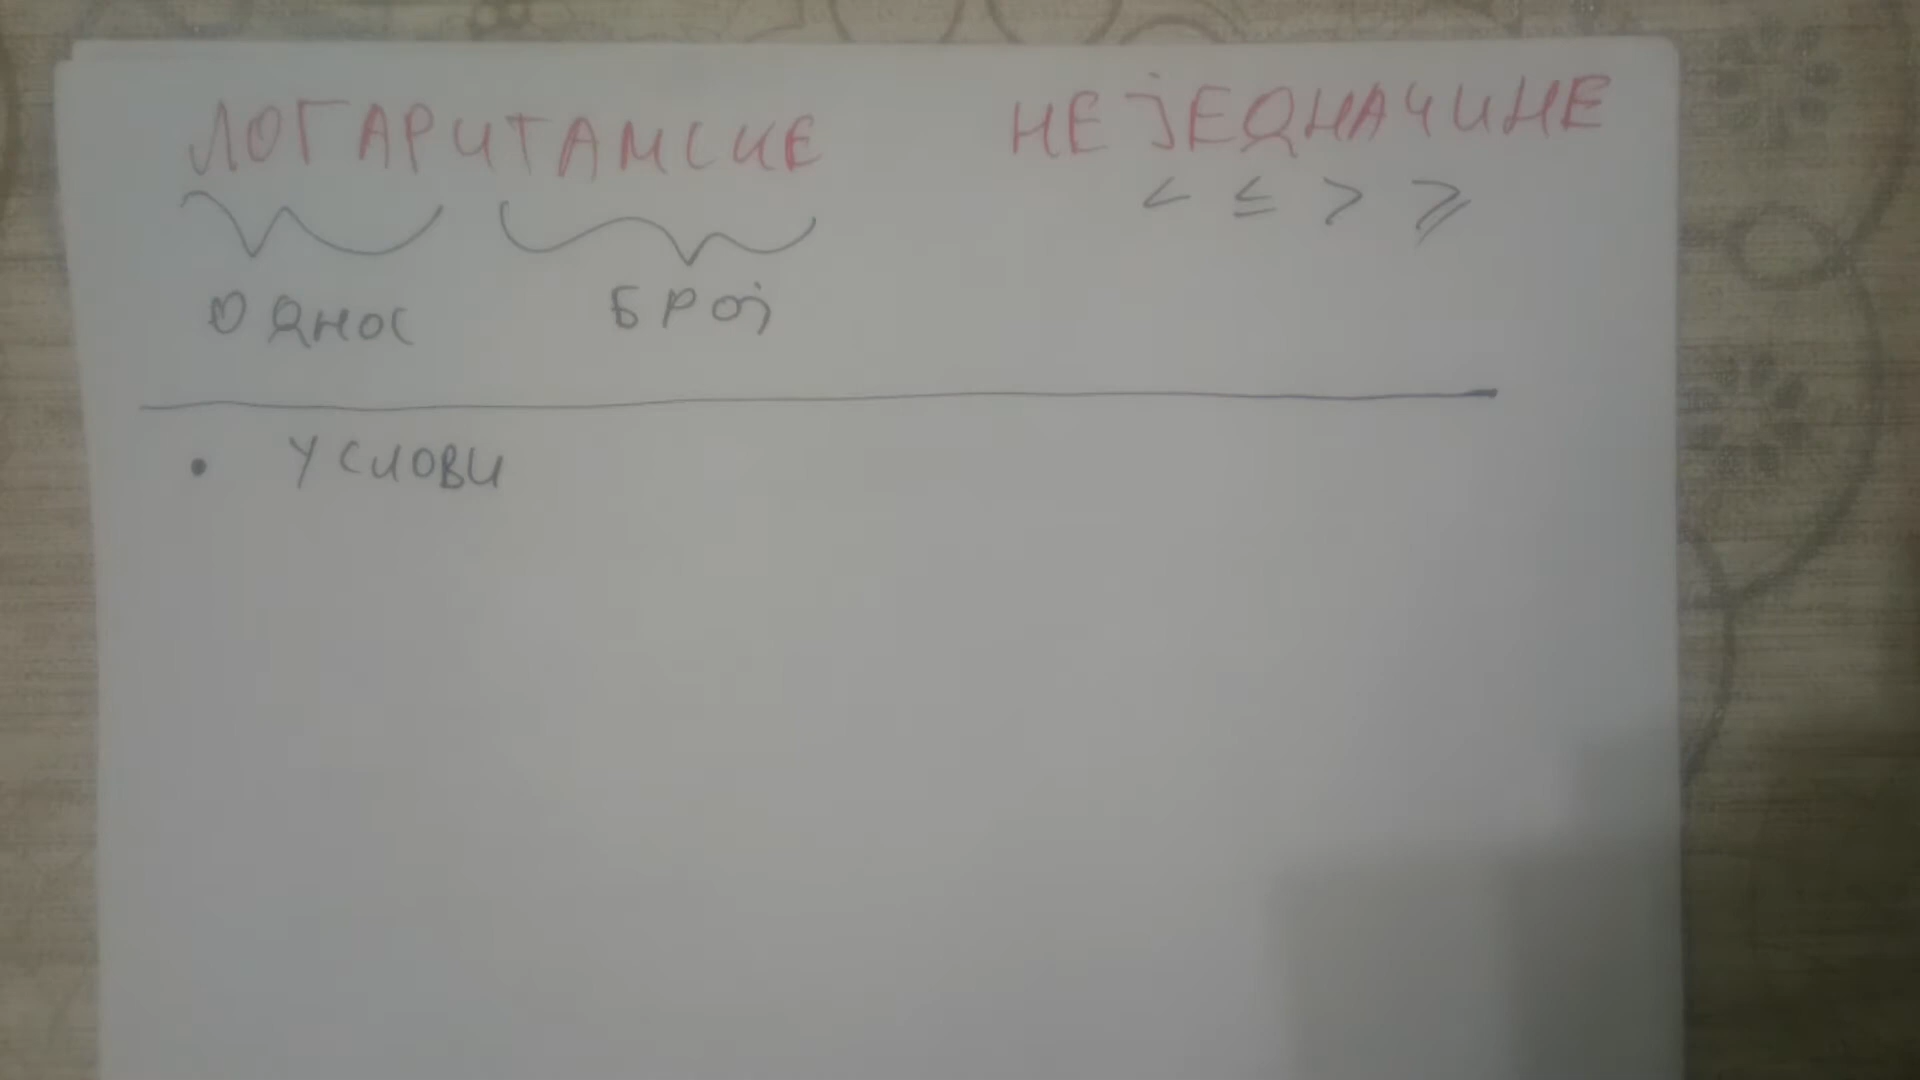 ЛОГАРИТАМСКЕ НЕЈЕДНАЧИНЕ
< ≤ > ≥
ОДНОС БРОЈ
• УСЛОВИ